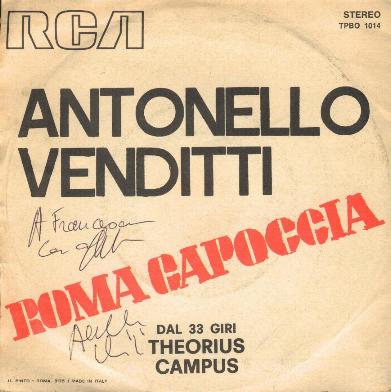 RCA
STEREO
TPBO 1014
ANTONELLO
VENDITTI
A Francesca
ROMA CAPOCCIA
DAL 33 GIRI
THEORIUS
CAMPUS